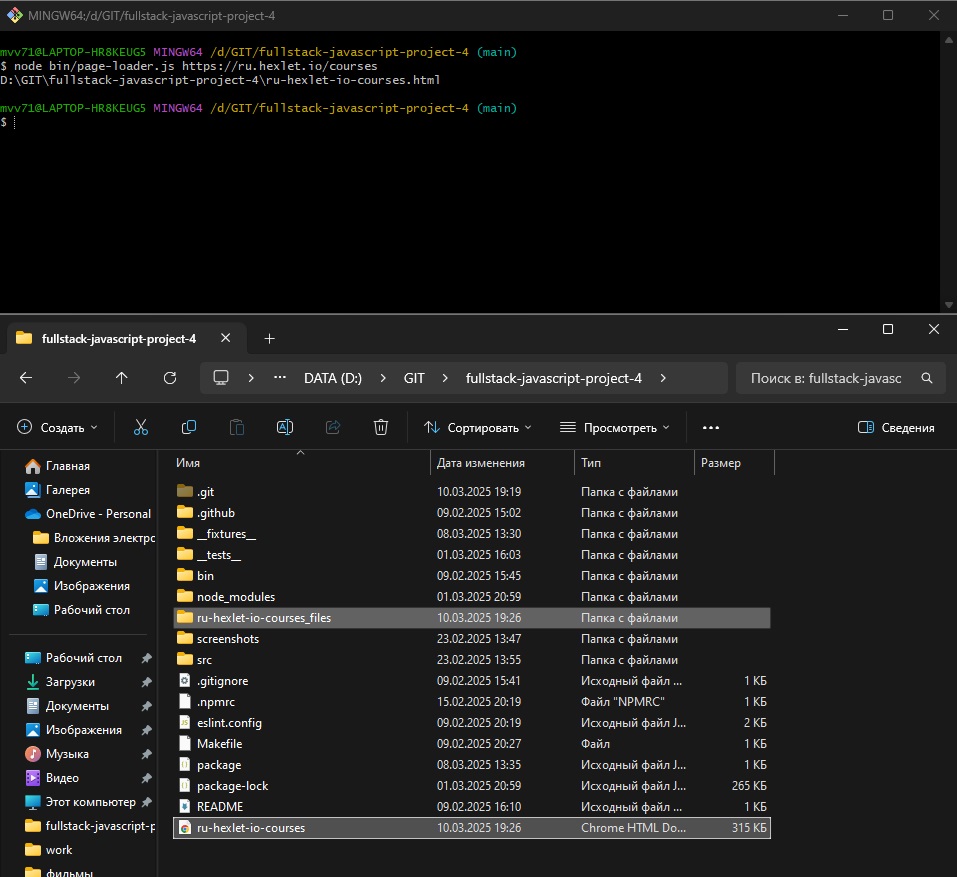 MINGW64:/d/GIT/fullstack-javascript-project-4
mvv71@LAPTOP-HR8KEUG5 MINGW64 /d/GIT/fullstack-javascript-project-4 (main)
$ node bin/page-loader.js https://ru.hexlet.io/courses
D:\GIT\fullstack-javascript-project-4\ru-hexlet-io-courses.html
mvv71@LAPTOP-HR8KEUG5 MINGW64 /d/GIT/fullstack-javascript-project-4 (main)
$
fullstack-javascript-project-4
DATA (D:) > GIT > fullstack-javascript-project-4 >
Поиск в: fullstack-javasc
Создать
Сортировать
Просмотреть
Сведения
Главная
Галерея
OneDrive - Personal
Вложения электрс
Документы
Изображения
Рабочий стол
Рабочий стол
Загрузки
Документы
Изображения
Музыка
Видео
Этот компьютер
fullstack-javascript-p
work
фильмы
Имя Дата изменения Тип Размер
.git 10.03.2025 19:19 Папка с файлами
.github 09.02.2025 15:02 Папка с файлами
__fixtures__ 08.03.2025 13:30 Папка с файлами
__tests__ 01.03.2025 16:03 Папка с файлами
bin 09.02.2025 15:45 Папка с файлами
node_modules 01.03.2025 20:59 Папка с файлами
ru-hexlet-io-courses_files 10.03.2025 19:26 Папка с файлами
screenshots 23.02.2025 13:47 Папка с файлами
src 23.02.2025 13:55 Папка с файлами
.gitignore 09.02.2025 15:41 Исходный файл ... 1 КБ
.npmrc 15.02.2025 20:19 Файл "NPMRC" 1 КБ
eslint.config 09.02.2025 20:19 Исходный файл J... 2 КБ
Makefile 09.02.2025 20:27 Файл 1 КБ
package 08.03.2025 13:35 Исходный файл J... 1 КБ
package-lock 01.03.2025 20:59 Исходный файл J... 265 КБ
README 09.02.2025 16:10 Исходный файл ... 1 КБ
ru-hexlet-io-courses 10.03.2025 19:26 Chrome HTML Do... 315 КБ